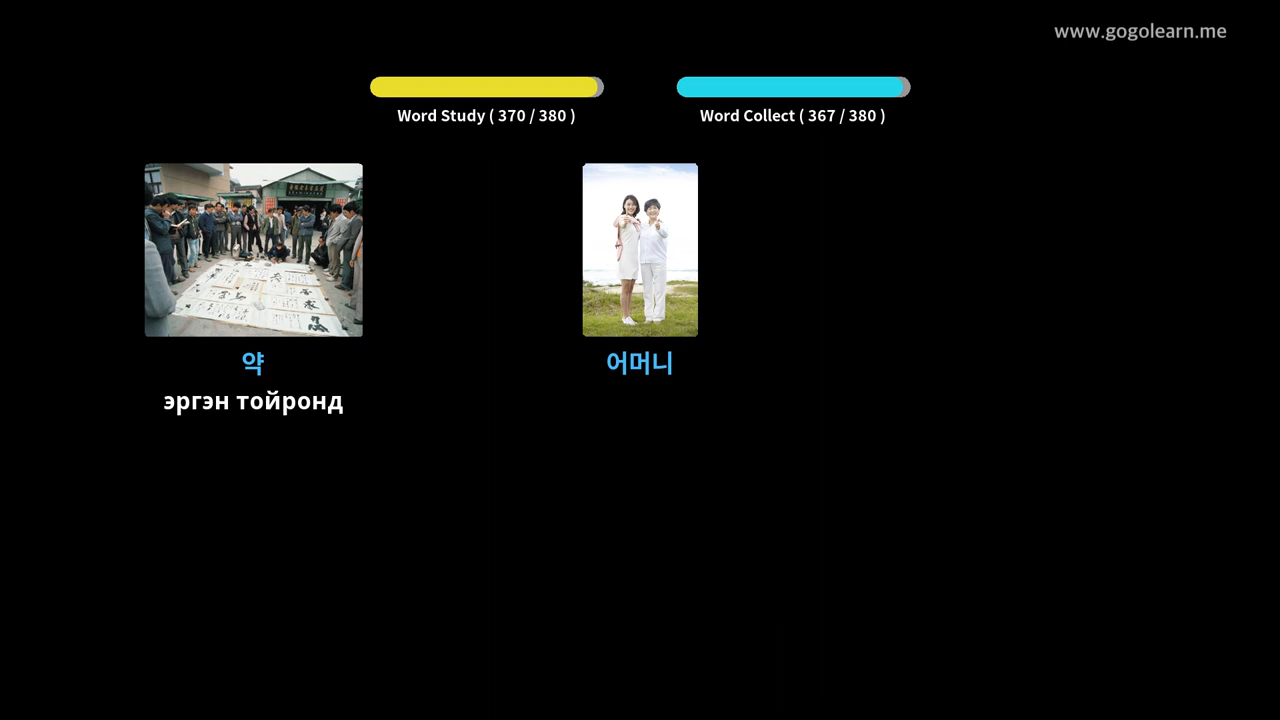 www.gogolearn.me
Word Study ( 370 / 380 )
Word Collect ( 367 / 380 )
약
эргэн тойронд
어머니